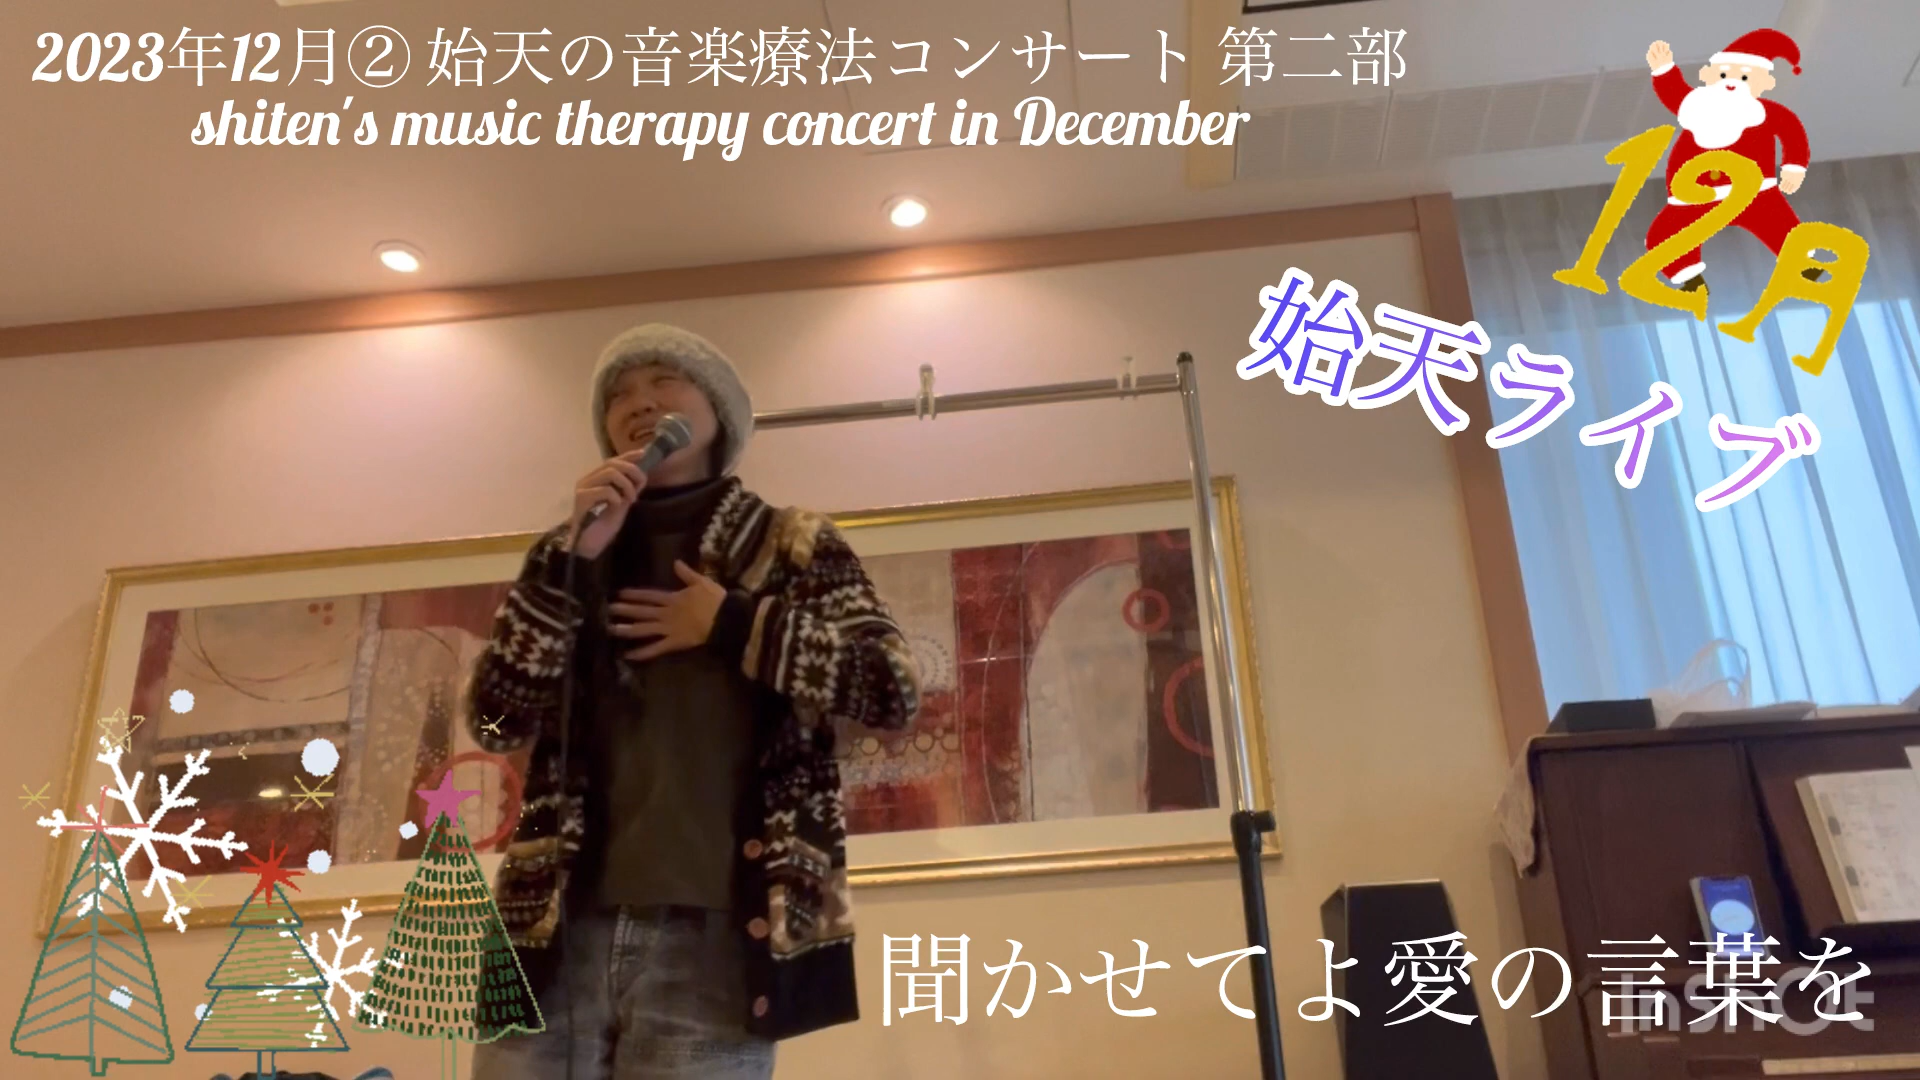 2023年12月② 始天の音楽療法コンサート 第二部
shiten's music therapy concert in December
12月
始天ライブ
聞かせてよ愛の言葉を
InShOt